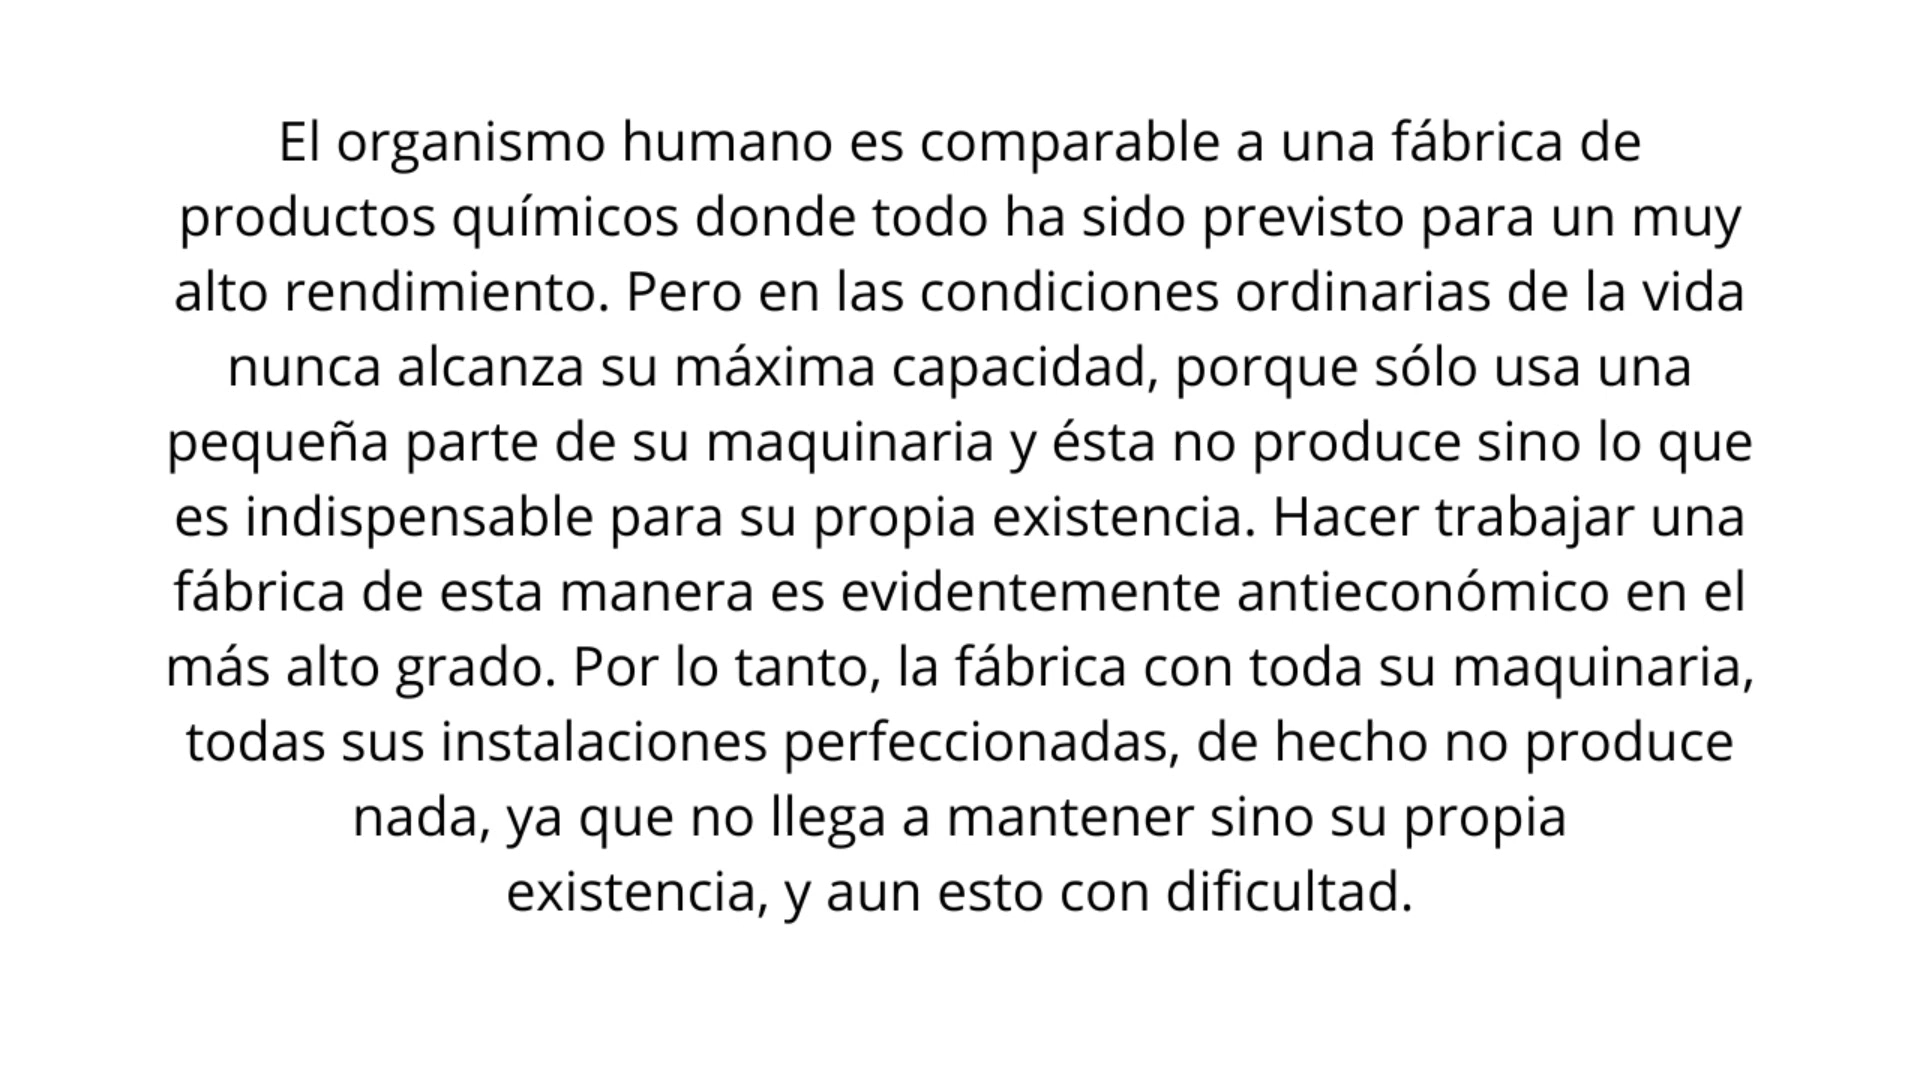 El organismo humano es comparable a una fábrica de
productos químicos donde todo ha sido previsto para un muy
alto rendimiento. Pero en las condiciones ordinarias de la vida
nunca alcanza su máxima capacidad, porque sólo usa una
pequeña parte de su maquinaria y ésta no produce sino lo que
es indispensable para su propia existencia. Hacer trabajar una
fábrica de esta manera es evidentemente antieconómico en el
más alto grado. Por lo tanto, la fábrica con toda su maquinaria,
todas sus instalaciones perfeccionadas, de hecho no produce
nada, ya que no llega a mantener sino su propia
existencia, y aun esto con dificultad.